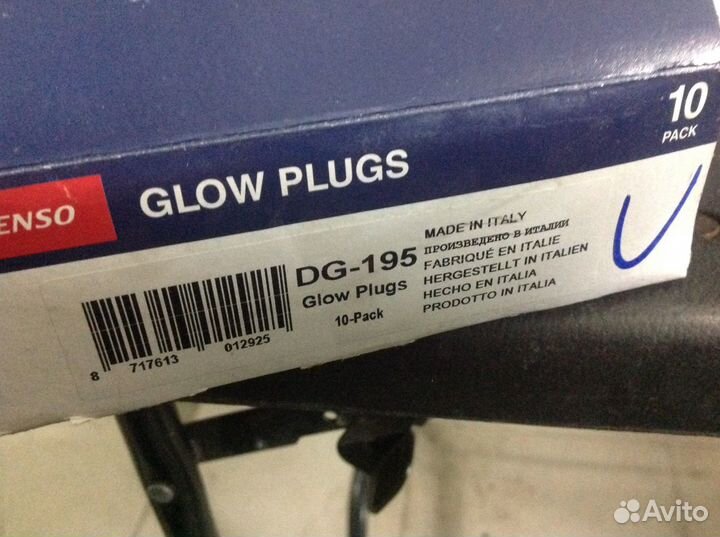 10
PACK
ENSO
GLOW PLUGS
DG-195
Glow Plugs
10-Pack
MADE IN ITALY
ПРОИЗВЕДЕНО В ИТАЛИИ
FABRIQUÉ EN ITALIE
HERGESTELLT IN ITALIEN
HECHO EN ITALIA
PRODOTTO IN ITALIA
8 717613 012925
Avito